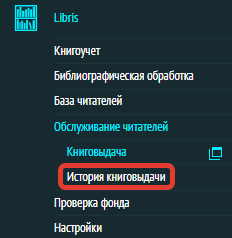 Libris
Книгоучет
Библиографическая обработка
База читателей
Обслуживание читателей
Книговыдача
История книговыдачи
Проверка фонда
Настройки